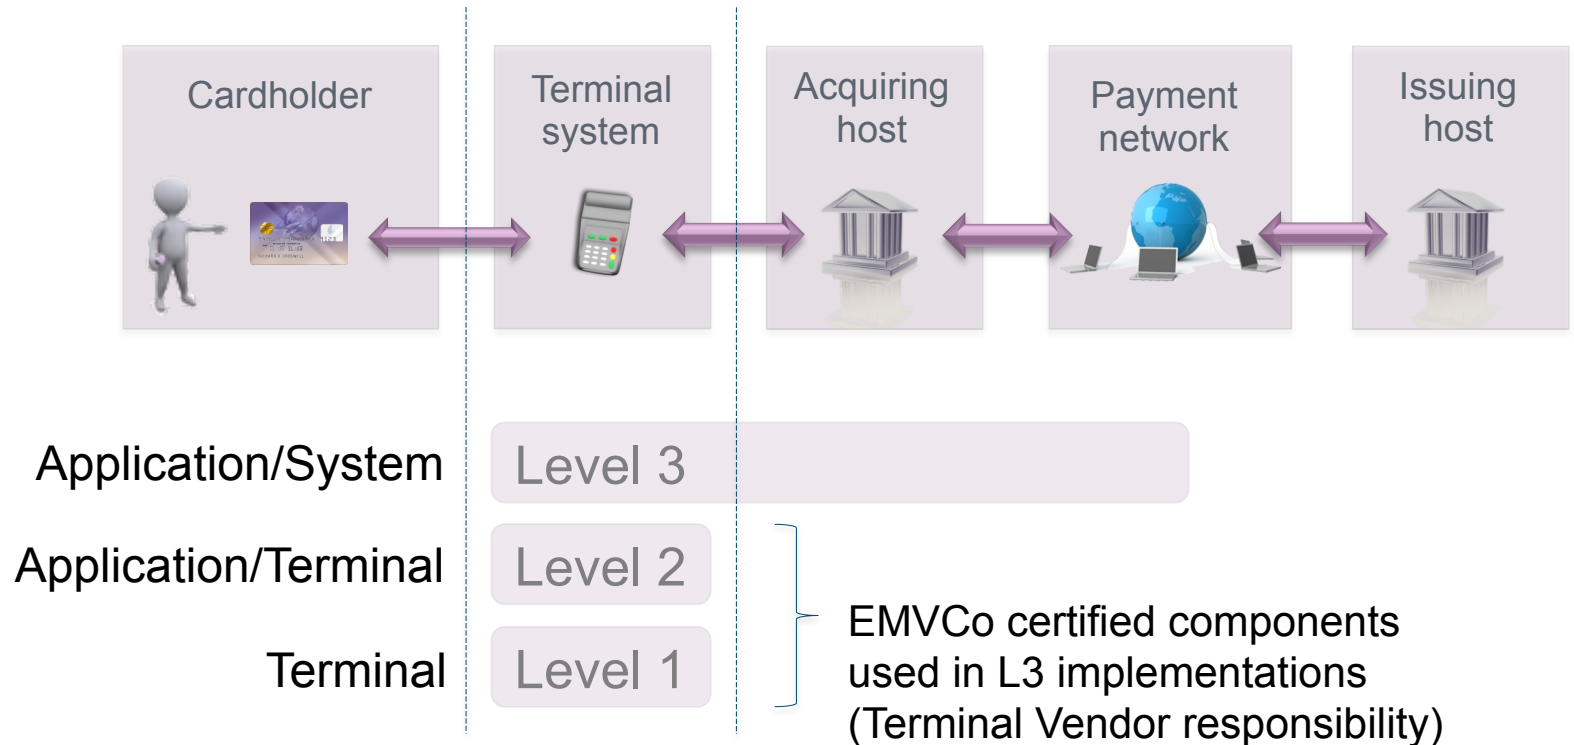 Cardholder
Terminal
system
Acquiring
host
Payment
network
Issuing
host
Application/System
Level 3
Application/Terminal
Level 2
Terminal
Level 1
EMVCo certified components
used in L3 implementations
(Terminal Vendor responsibility)